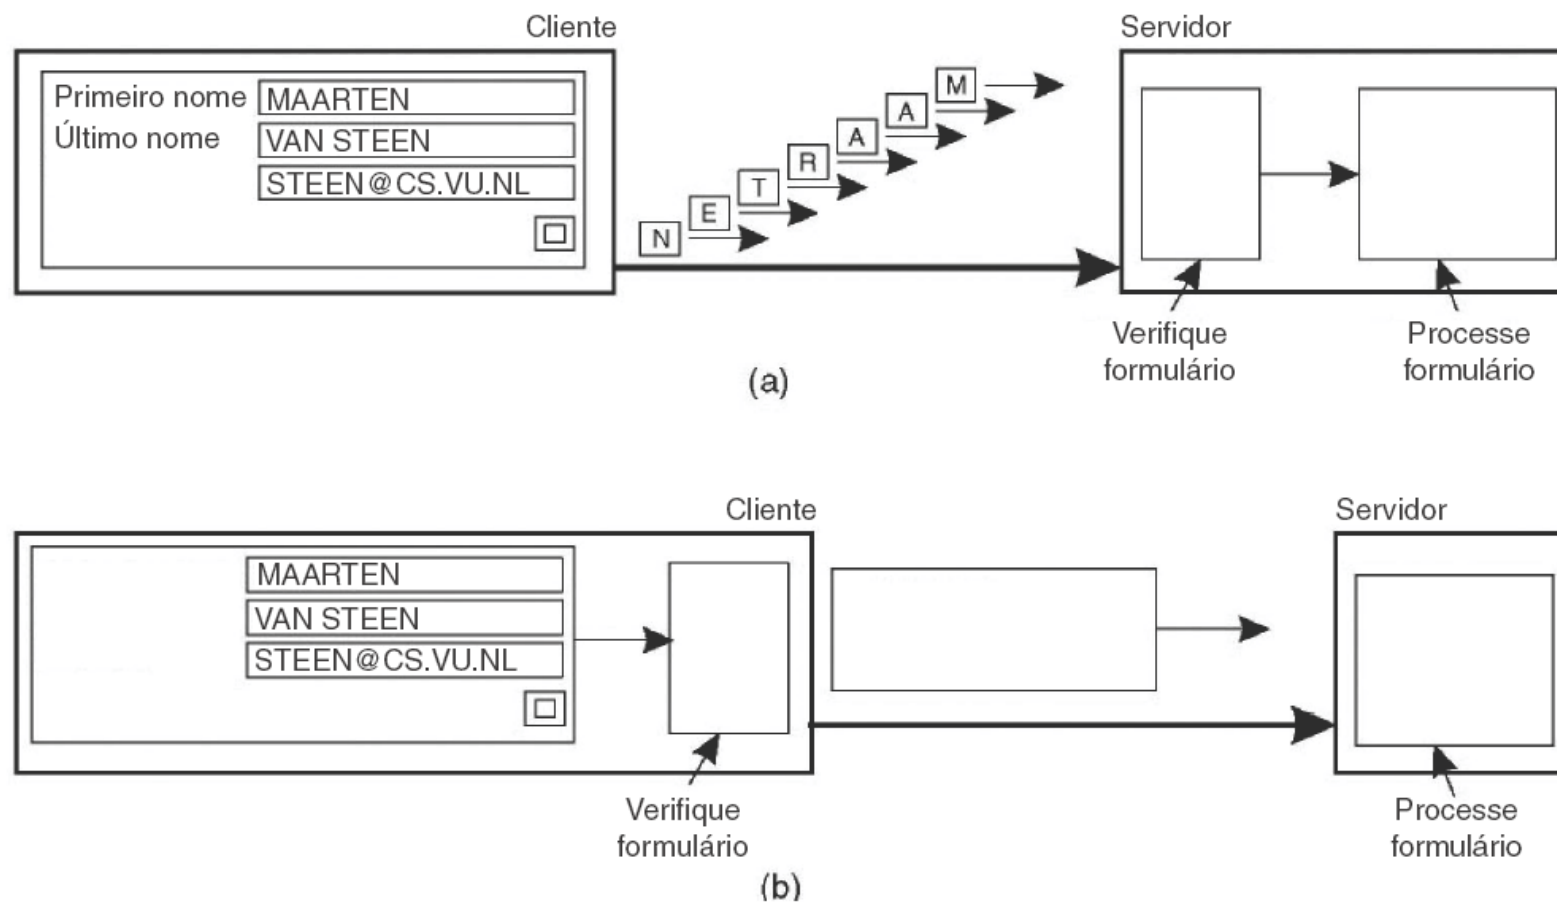 Cliente
Servidor
Primeiro nome MAARTEN
Último nome VAN STEEN
STEEN@CS.VU.NL
N E T R A A M
Verifique
formulário
Processe
formulário
(a)
Cliente
Servidor
MAARTEN
VAN STEEN
STEEN@CS.VU.NL
Verifique
formulário
Processe
formulário
(b)